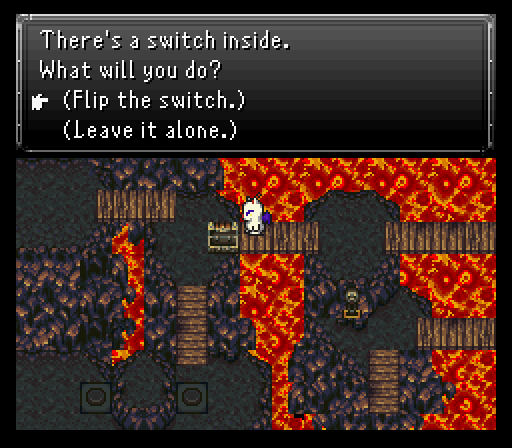 There's a switch inside.
What will you do?
(Flip the switch.)
(Leave it alone.)